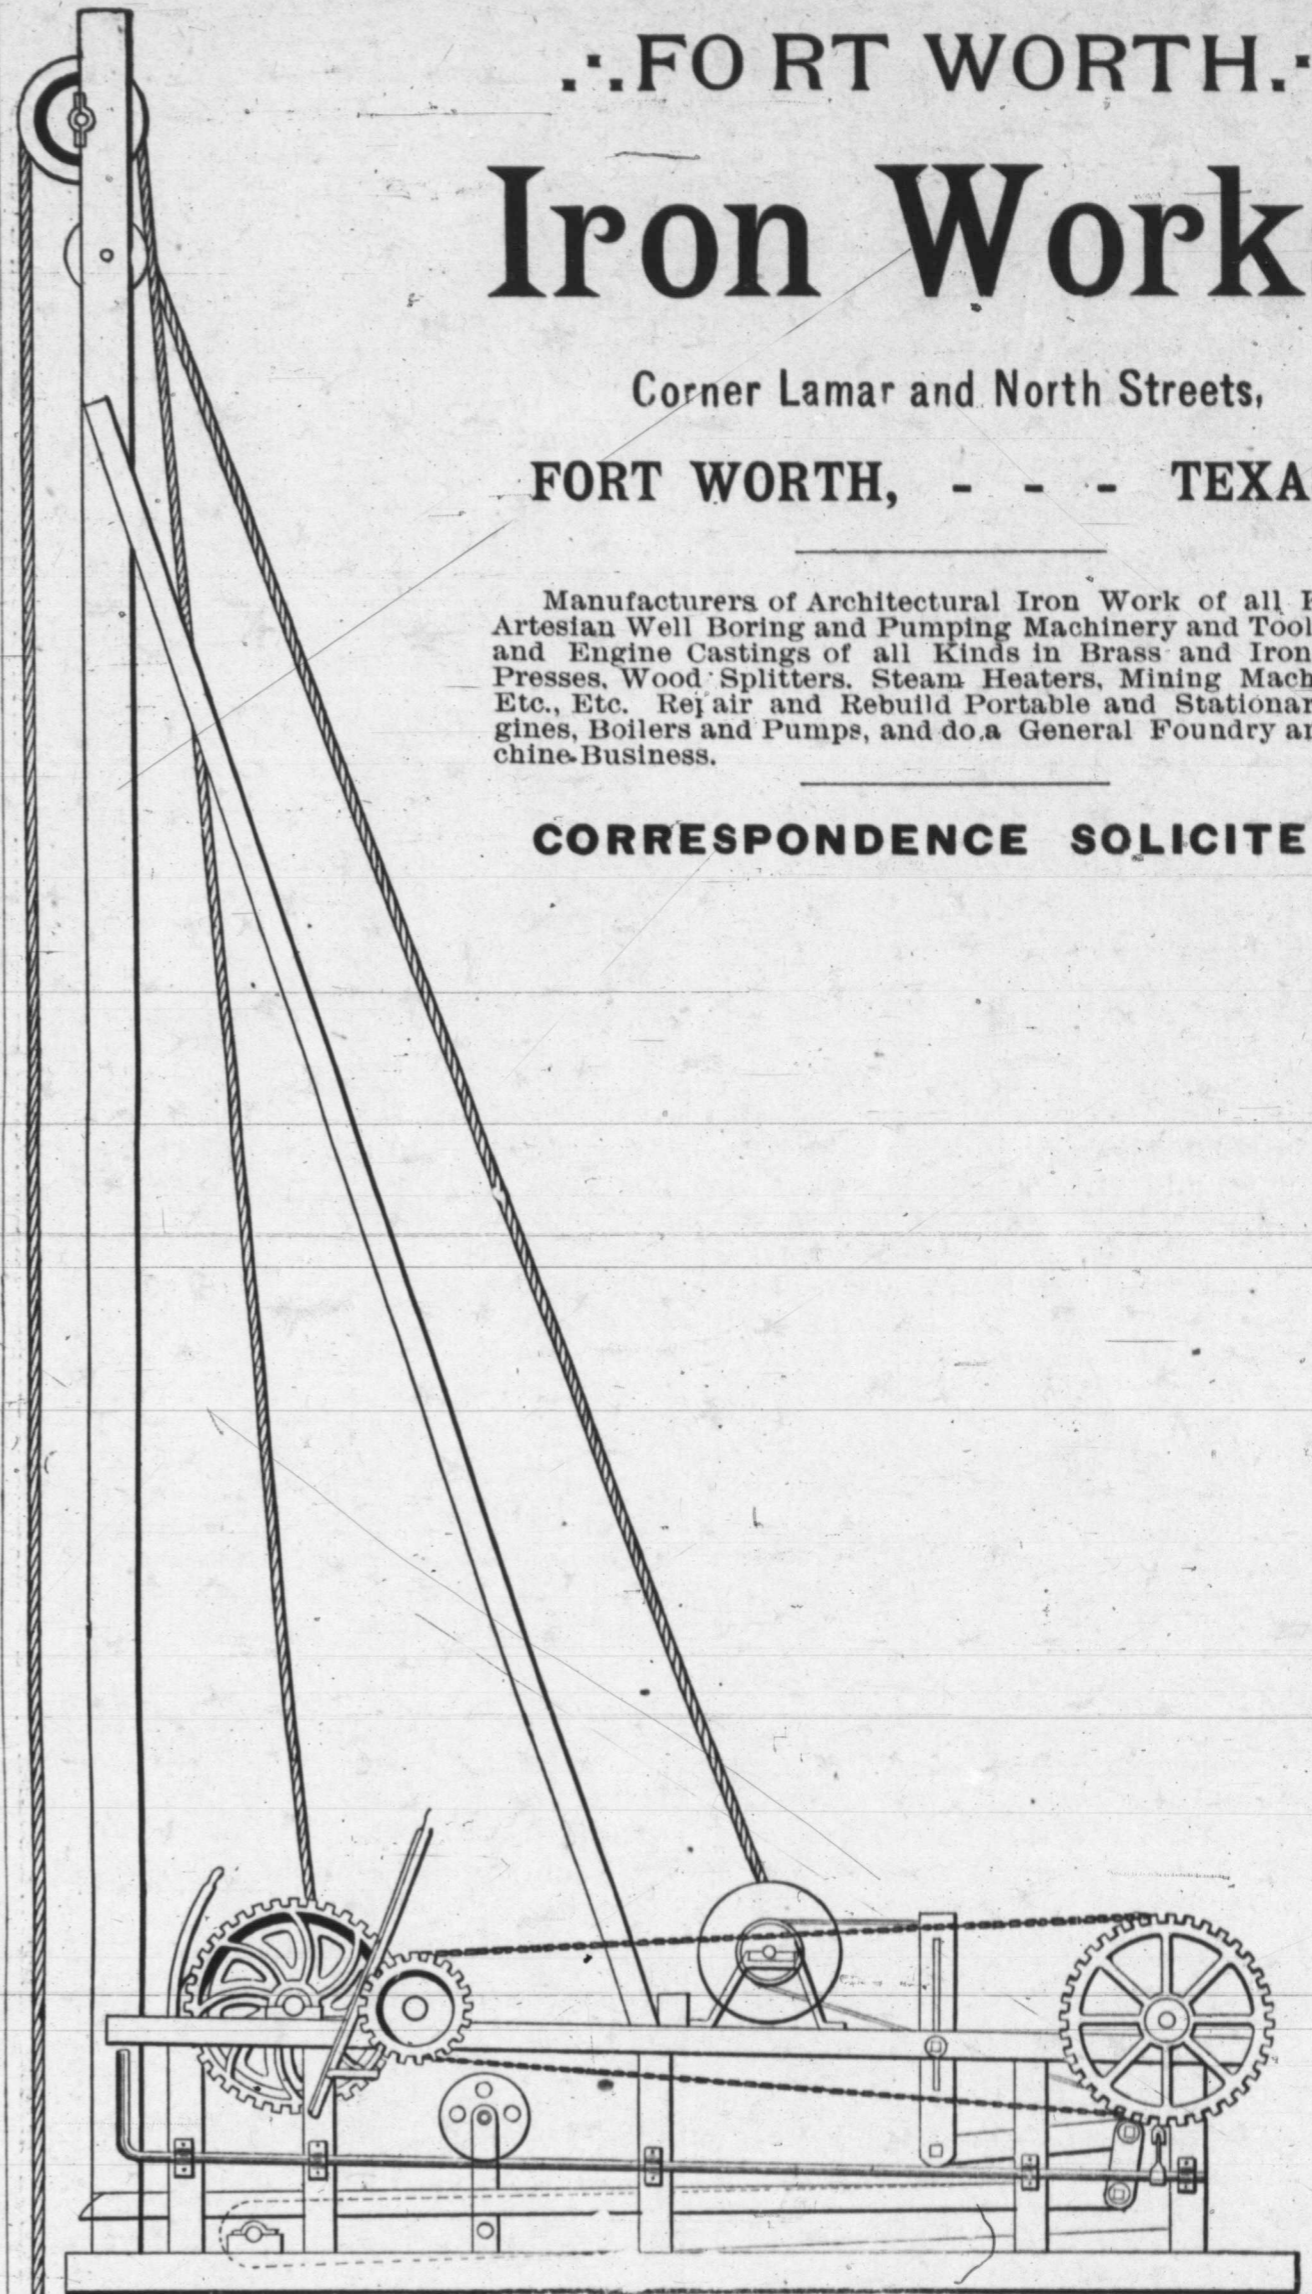 .·.FORT WORTH.·
Iron Work
Corner Lamar and North Streets,
FORT WORTH, - - - TEXA
Manufacturers of Architectural Iron Work of all
Artesian Well Boring and Pumping Machinery and Tool
and Engine Castings of all Kinds in Brass and Iron
Presses, Wood Splitters. Steam Heaters, Mining Mach
Etc., Etc. Repair and Rebuild Portable and Stationar
gines, Boilers and Pumps, and do a General Foundry an
chine Business.
CORRESPONDENCE SOLICITE